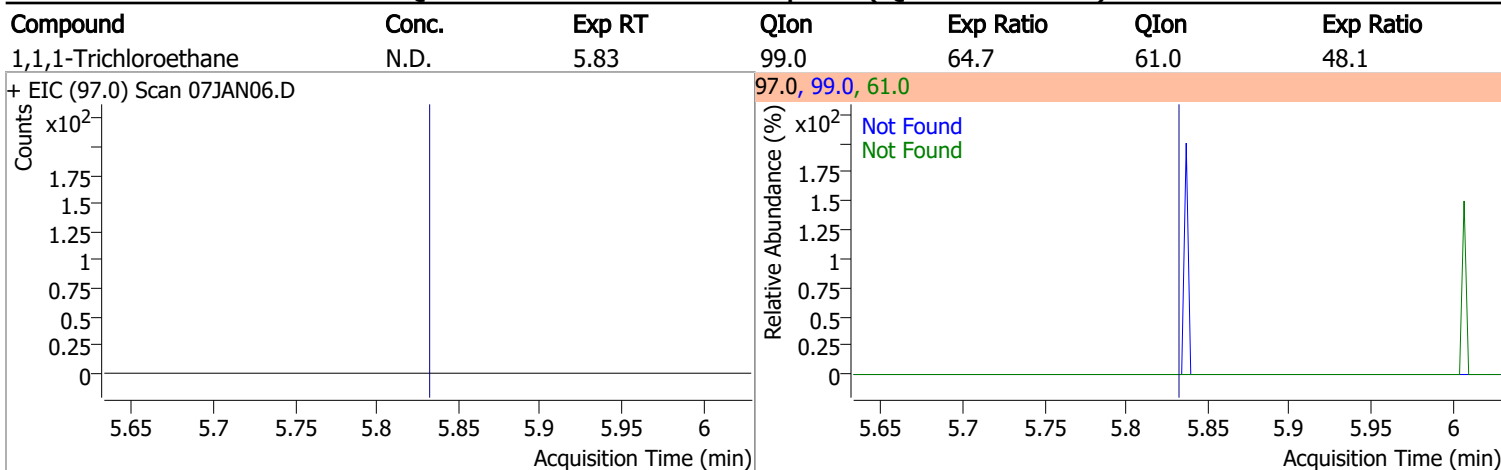 Compound Conc. Exp RT QIon Exp Ratio QIon Exp Ratio
1,1,1-Trichloroethane N.D. 5.83 99.0 64.7 61.0 48.1
+ EIC (97.0) Scan 07JAN06.D
Counts
x10²
1.75
1.5
1.25
1
0.75
0.5
0.25
0
5.65 5.7 5.75 5.8 5.85 5.9 5.95 6
Acquisition Time (min)
97.0, 99.0, 61.0
Relative Abundance (%)
x10²
Not Found
Not Found
1.75
1.5
1.25
1
0.75
0.5
0.25
0
5.65 5.7 5.75 5.8 5.85 5.9 5.95 6
Acquisition Time (min)